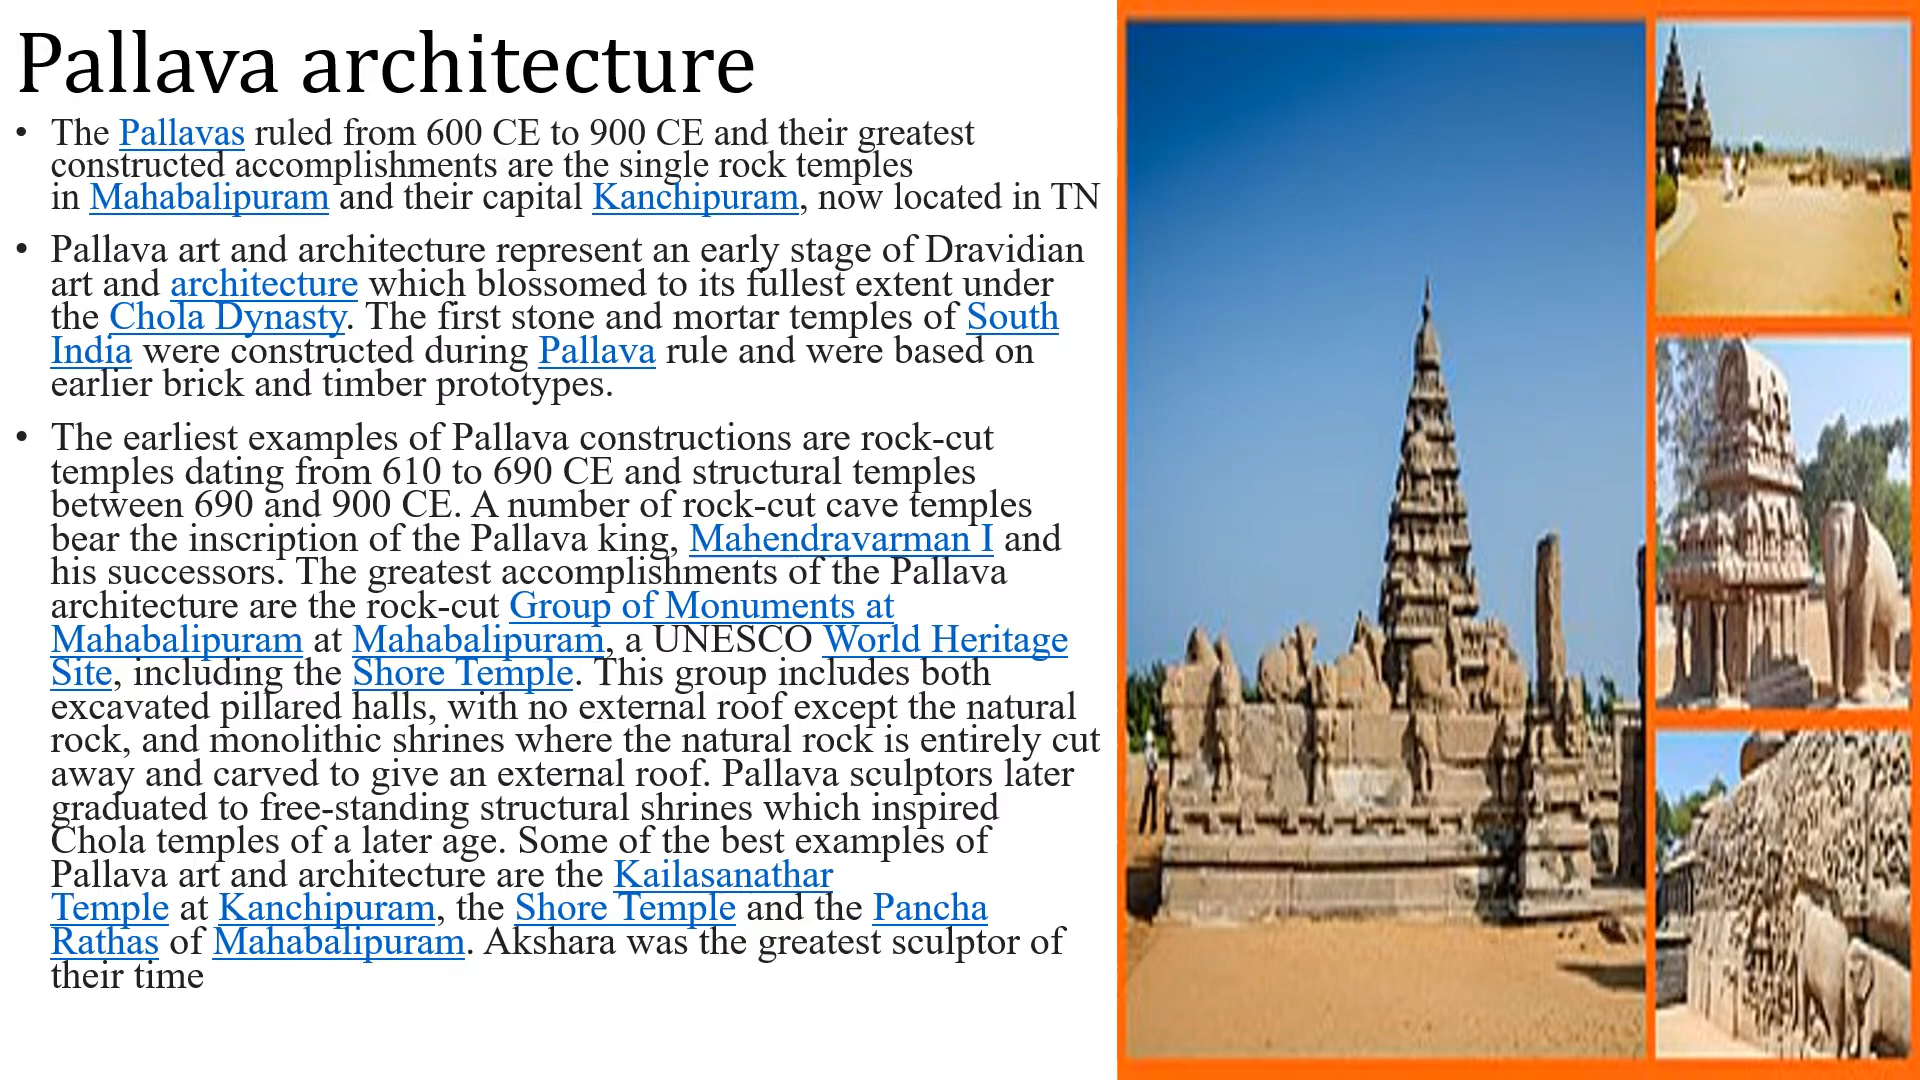 Pallava architecture
• The Pallavas ruled from 600 CE to 900 CE and their greatest
constructed accomplishments are the single rock temples
in Mahabalipuram and their capital Kanchipuram, now located in TN
• Pallava art and architecture represent an early stage of Dravidian
art and architecture which blossomed to its fullest extent under
the Chola Dynasty. The first stone and mortar temples of South
India were constructed during Pallava rule and were based on
earlier brick and timber prototypes.
• The earliest examples of Pallava constructions are rock-cut
temples dating from 610 to 690 CE and structural temples
between 690 and 900 CE. A number of rock-cut cave temples
bear the inscription of the Pallava king, Mahendravarman I and
his successors. The greatest accomplishments of the Pallava
architecture are the rock-cut Group of Monuments at
Mahabalipuram at Mahabalipuram, a UNESCO World Heritage
Site, including the Shore Temple. This group includes both
excavated pillared halls, with no external roof except the natural
rock, and monolithic shrines where the natural rock is entirely cut
away and carved to give an external roof. Pallava sculptors later
graduated to free-standing structural shrines which inspired
Chola temples of a later age. Some of the best examples of
Pallava art and architecture are the Kailasanathar
Temple at Kanchipuram, the Shore Temple and the Pancha
Rathas of Mahabalipuram. Akshara was the greatest sculptor of
their time